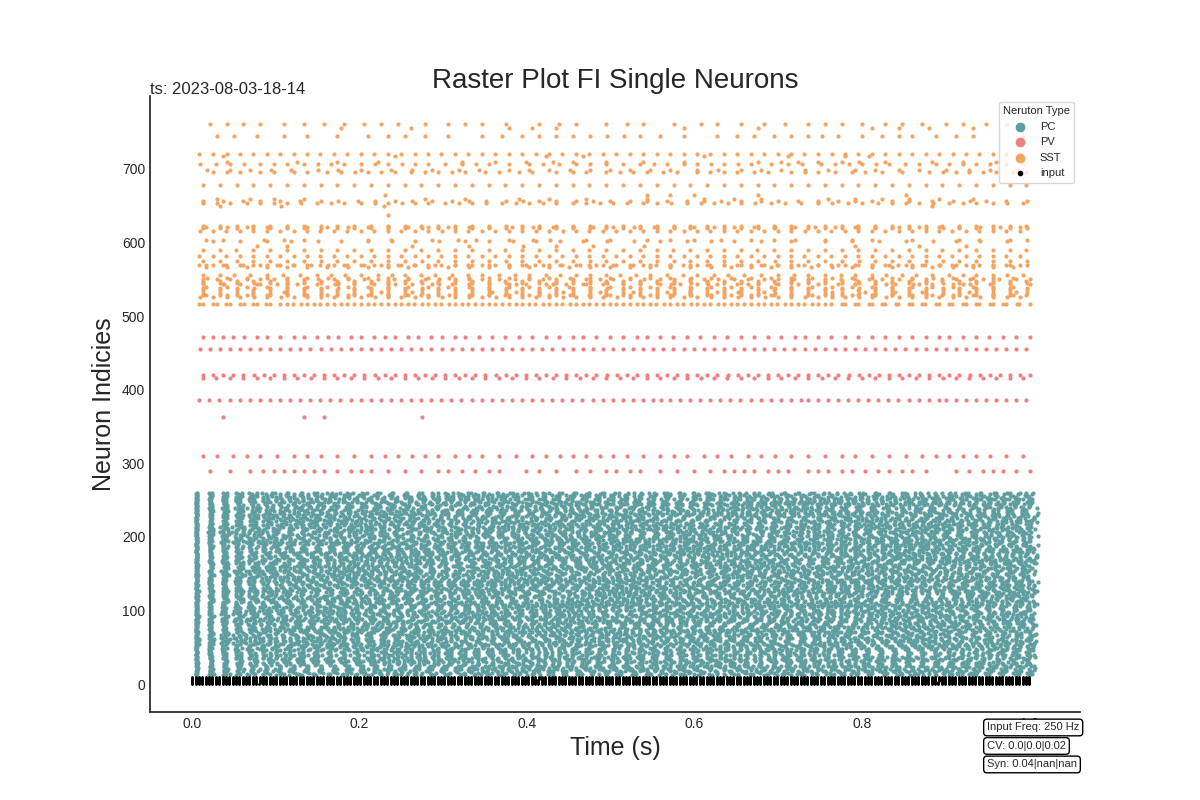 Raster Plot FI Single Neurons
ts: 2023-08-03-18-14
Neruton Type
PC
PV
SST
input
Neuron Indicies
700
600
500
400
300
200
100
0
0.0 0.2 0.4 0.6 0.8
Time (s)
Input Freq: 250 Hz
CV: 0.0|0.0|0.02
Syn: 0.04|nan|nan